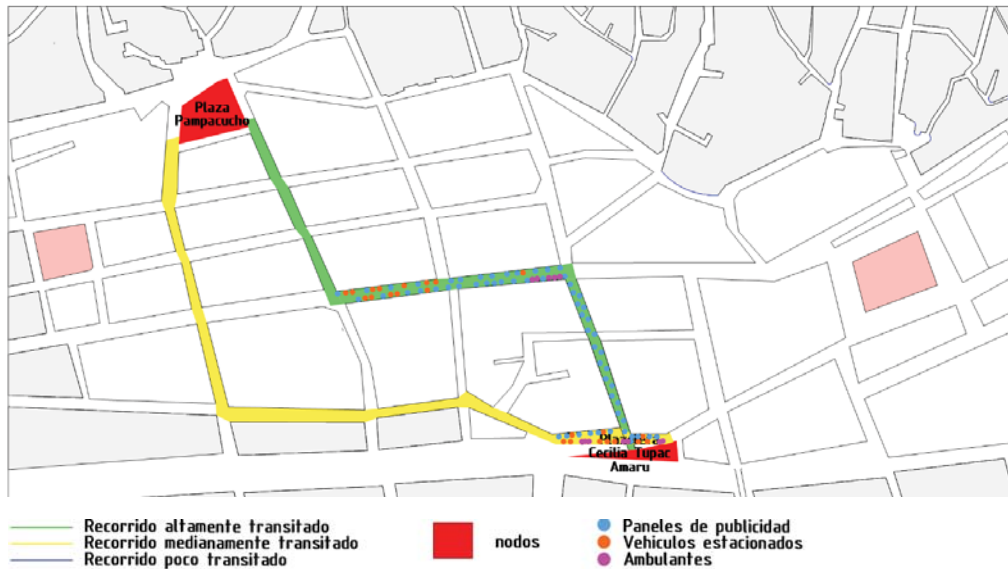 Plaza
Pampacucho
Cecilia Tupac
Amaru
Recorrido altamente transitado
Recorrido medianamente transitado
Recorrido poco transitado
nodos
Paneles de publicidad
Vehiculos estacionados
Ambulantes